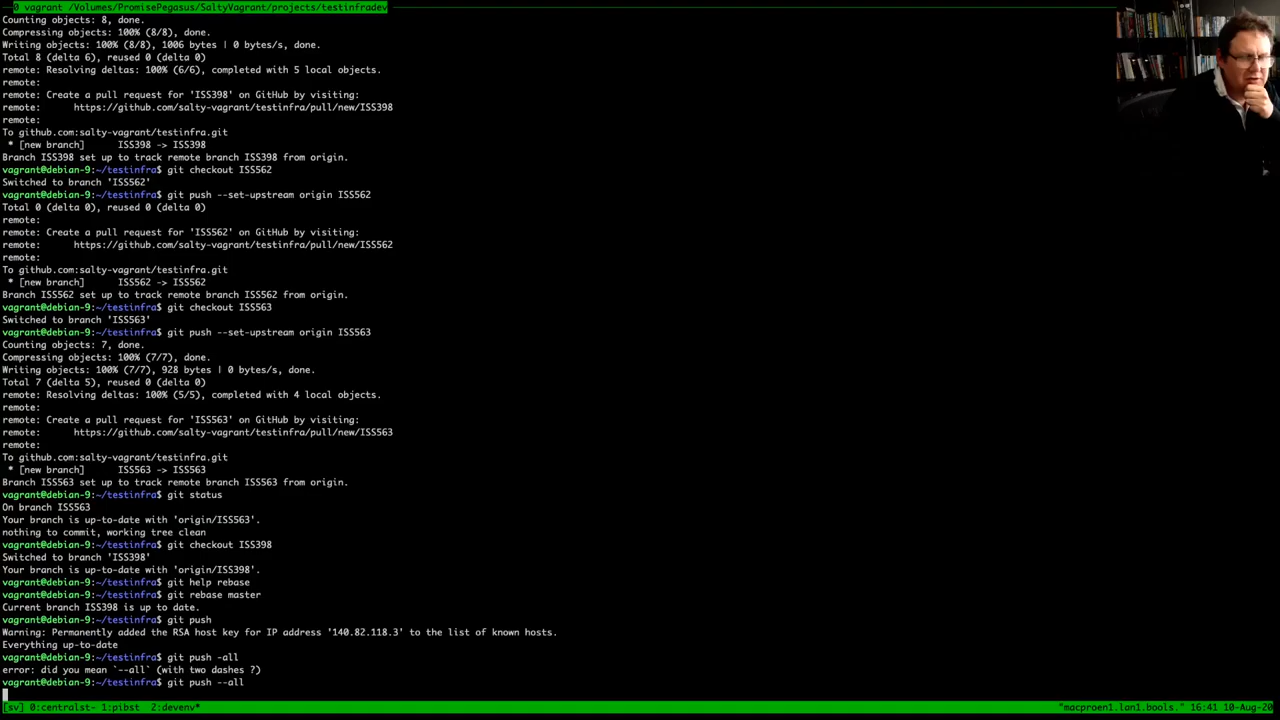 0 vagrant /Volumes/PromisePegasus/SaltyVagrant/projects/testinfradev
Counting objects: 8, done.
Compressing objects: 100% (8/8), done.
Writing objects: 100% (8/8), 1006 bytes | 0 bytes/s, done.
Total 8 (delta 6), reused 0 (delta 0)
remote: Resolving deltas: 100% (6/6), completed with 5 local objects.
remote:
remote: Create a pull request for 'ISS398' on GitHub by visiting:
remote:      https://github.com/salty-vagrant/testinfra/pull/new/ISS398
remote:
To github.com:salty-vagrant/testinfra.git
 * [new branch]      ISS398 -> ISS398
Branch ISS398 set up to track remote branch ISS398 from origin.
vagrant@debian-9:~/testinfra$ git checkout ISS562
Switched to branch 'ISS562'
vagrant@debian-9:~/testinfra$ git push --set-upstream origin ISS562
Total 0 (delta 0), reused 0 (delta 0)
remote:
remote: Create a pull request for 'ISS562' on GitHub by visiting:
remote:      https://github.com/salty-vagrant/testinfra/pull/new/ISS562
remote:
To github.com:salty-vagrant/testinfra.git
 * [new branch]      ISS562 -> ISS562
Branch ISS562 set up to track remote branch ISS562 from origin.
vagrant@debian-9:~/testinfra$ git checkout ISS563
Switched to branch 'ISS563'
vagrant@debian-9:~/testinfra$ git push --set-upstream origin ISS563
Counting objects: 7, done.
Compressing objects: 100% (7/7), done.
Writing objects: 100% (7/7), 928 bytes | 0 bytes/s, done.
Total 7 (delta 5), reused 0 (delta 0)
remote: Resolving deltas: 100% (5/5), completed with 4 local objects.
remote:
remote: Create a pull request for 'ISS563' on GitHub by visiting:
remote:      https://github.com/salty-vagrant/testinfra/pull/new/ISS563
remote:
To github.com:salty-vagrant/testinfra.git
 * [new branch]      ISS563 -> ISS563
Branch ISS563 set up to track remote branch ISS563 from origin.
vagrant@debian-9:~/testinfra$ git status
On branch ISS563
Your branch is up-to-date with 'origin/ISS563'.
nothing to commit, working tree clean
vagrant@debian-9:~/testinfra$ git checkout ISS398
Switched to branch 'ISS398'
Your branch is up-to-date with 'origin/ISS398'.
vagrant@debian-9:~/testinfra$ git help rebase
vagrant@debian-9:~/testinfra$ git rebase master
Current branch ISS398 is up to date.
vagrant@debian-9:~/testinfra$ git push
Warning: Permanently added the RSA host key for IP address '140.82.118.3' to the list of known hosts.
Everything up-to-date
vagrant@debian-9:~/testinfra$ git push -all
error: did you mean `--all` (with two dashes ?)
vagrant@debian-9:~/testinfra$ git push --all
[sv] 0:centralst- 1:pibst  2:devenv* "macproen1.lan1.bools." 16:41 10-Aug-20